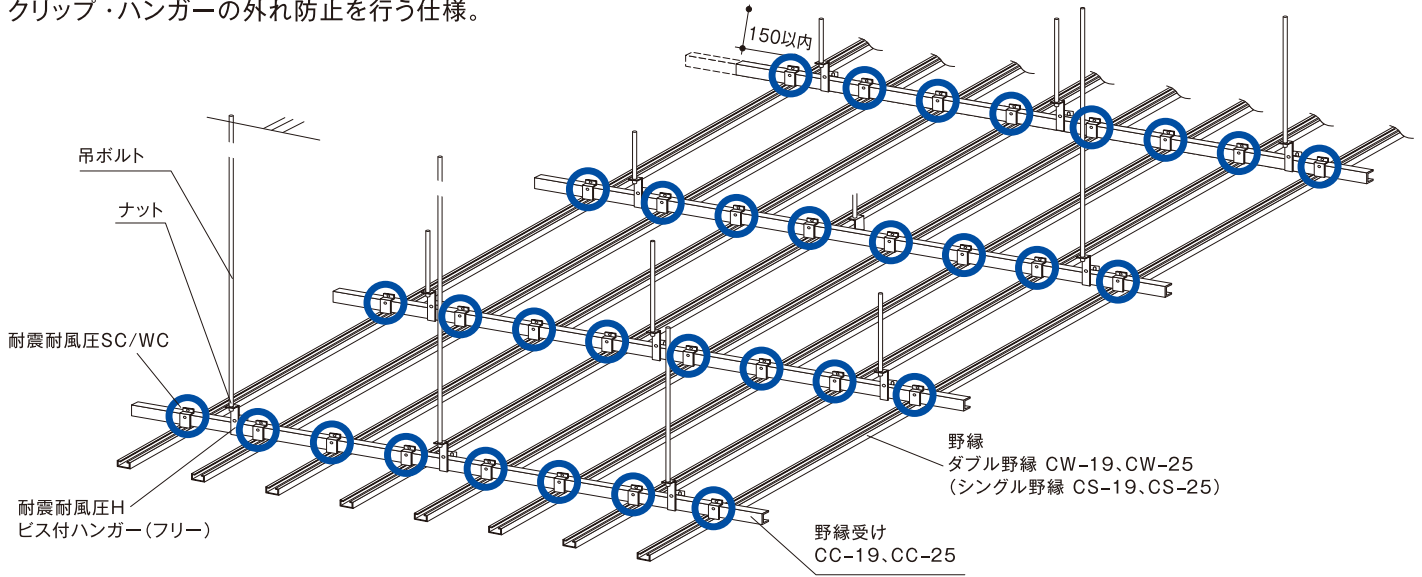 クリップ・ハンガーの外れ防止を行う仕様。
150以内
吊ボルト
ナット
耐震耐風圧SC/WC
耐震耐風圧H
ビス付ハンガー(フリー)
野縁
ダブル野縁 CW-19、CW-25
(シングル野縁 CS-19、CS-25)
野縁受け
CC-19、CC-25